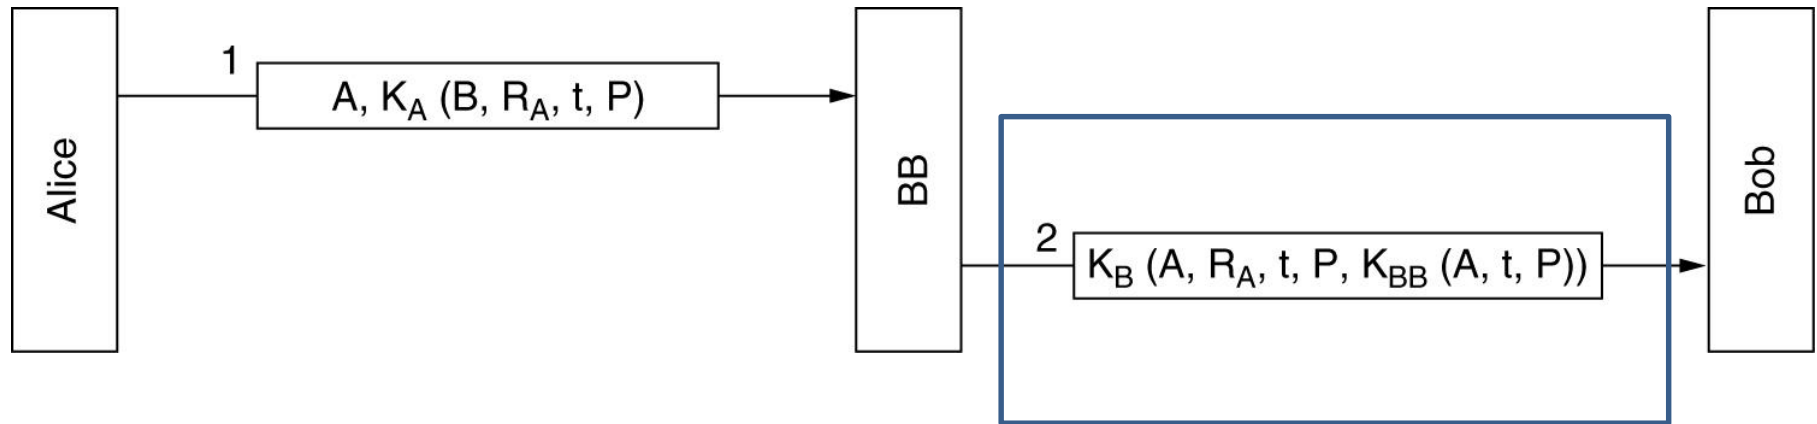 Alice
1
A, K_A (B, R_A, t, P)
BB
2
K_B (A, R_A, t, P, K_BB (A, t, P))
Bob